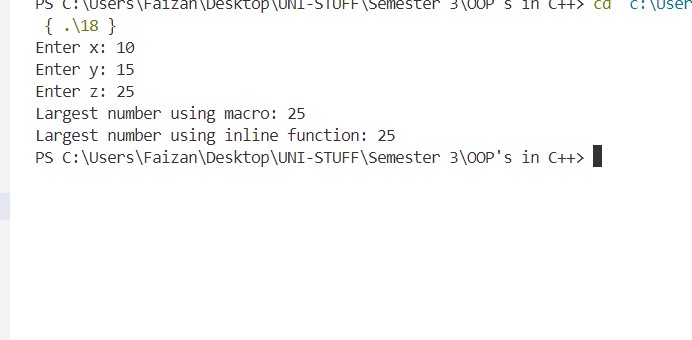 PS C:\Users\Faizan\Desktop\UNI-STUFF\Semester 3\OOP's in C++> cd "c:\User
{ .\18 }
Enter x: 10
Enter y: 15
Enter z: 25
Largest number using macro: 25
Largest number using inline function: 25
PS C:\Users\Faizan\Desktop\UNI-STUFF\Semester 3\OOP's in C++>